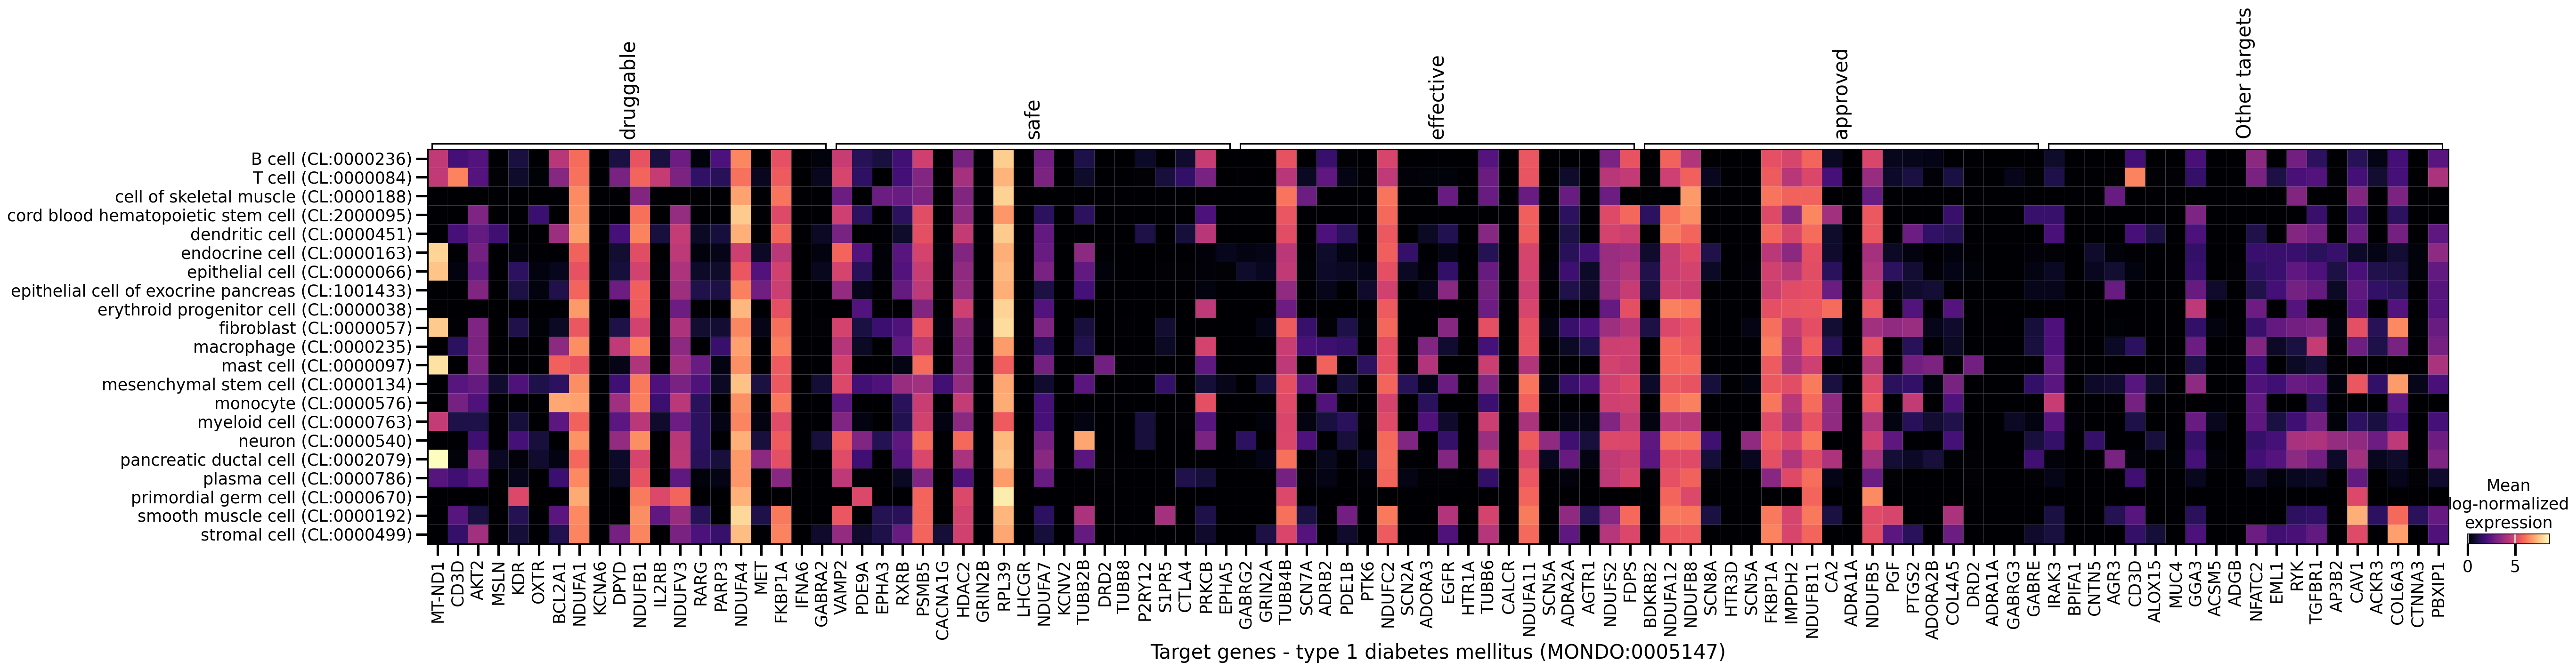 druggable
safe
effective
approved
Other targets
B cell (CL:0000236)
T cell (CL:0000084)
cell of skeletal muscle (CL:0000188)
cord blood hematopoietic stem cell (CL:2000095)
dendritic cell (CL:0000451)
endocrine cell (CL:0000163)
epithelial cell (CL:0000066)
epithelial cell of exocrine pancreas (CL:1001433)
erythroid progenitor cell (CL:0000038)
fibroblast (CL:0000057)
macrophage (CL:0000235)
mast cell (CL:0000097)
mesenchymal stem cell (CL:0000134)
monocyte (CL:0000576)
myeloid cell (CL:0000763)
neuron (CL:0000540)
pancreatic ductal cell (CL:0002079)
plasma cell (CL:0000786)
primordial germ cell (CL:0000670)
smooth muscle cell (CL:0000192)
stromal cell (CL:0000499)
MT-ND1
CD3D
AKT2
MSLN
KDR
OXTR
BCL2A1
NDUFA1
KCNA6
DPYD
NDUFB1
IL2RB
NDUFV3
RARG
PARP3
NDUFA4
MET
FKBP1A
IFNA6
GABRA2
VAMP2
PDE9A
EPHA3
RXRB
PSMB5
CACNA1G
HDAC2
GRIN2B
RPL39
LHCGR
NDUFA7
KCNV2
TUBB2B
DRD2
TUBB8
P2RY12
S1PR5
CTLA4
PRKCB
EPHA5
GABRG2
GRIN2A
TUBB4B
SCN7A
ADRB2
PDE1B
PTK6
NDUFC2
SCN2A
ADORA3
EGFR
HTR1A
TUBB6
CALCR
NDUFA11
SCN5A
ADRA2A
AGTR1
NDUFS2
FDPS
BDKRB2
NDUFA12
NDUFB8
SCN8A
HTR3D
SCN5A
FKBP1A
IMPDH2
NDUFB11
CA2
ADRA1A
NDUFB5
PGF
PTGS2
ADORA2B
COL4A5
DRD2
ADRA1A
GABRG3
GABRE
IRAK3
BPIFA1
CNTN5
AGR3
CD3D
ALOX15
MUC4
GGA3
ACSM5
ADGB
NFATC2
EML1
RYK
TGFBR1
AP3B2
CAV1
ACKR3
COL6A3
CTNNA3
PBXIP1
Target genes - type 1 diabetes mellitus (MONDO:0005147)
Mean
log-normalized
expression
0
5